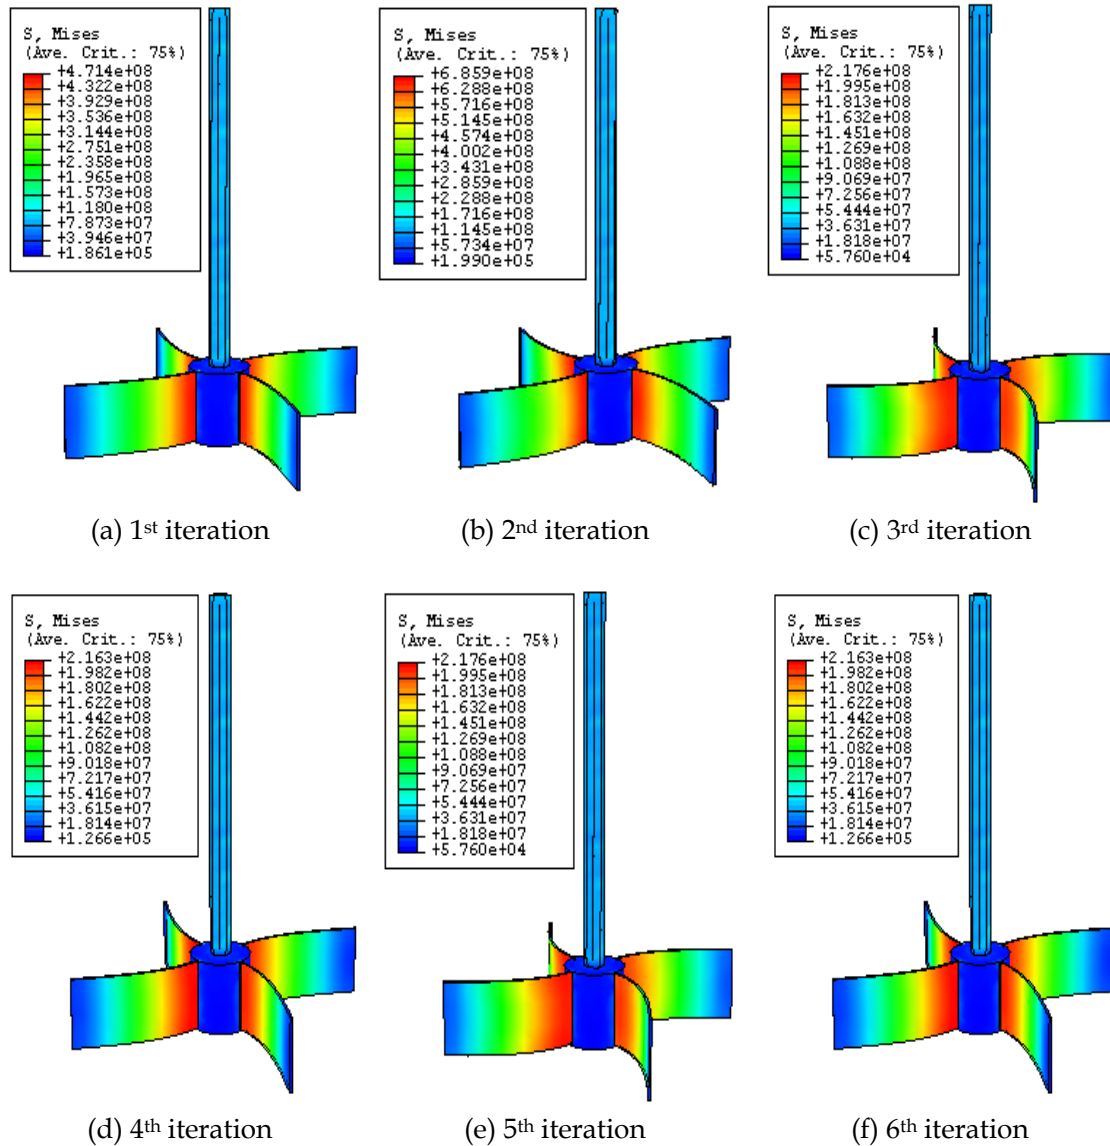 S, Mises
(Ave. Crit.: 75%)
+4.714e+08
+4.322e+08
+3.929e+08
+3.536e+08
+3.144e+08
+2.751e+08
+2.358e+08
+1.965e+08
+1.573e+08
+1.180e+08
+7.873e+07
+3.946e+07
+1.861e+05
(a) 1st iteration
S, Mises
(Ave. Crit.: 75%)
+6.859e+08
+6.288e+08
+5.716e+08
+5.145e+08
+4.574e+08
+4.002e+08
+3.431e+08
+2.859e+08
+2.288e+08
+1.716e+08
+1.145e+08
+5.734e+07
+1.990e+05
(b) 2nd iteration
S, Mises
(Ave. Crit.: 75%)
+2.176e+08
+1.995e+08
+1.813e+08
+1.632e+08
+1.451e+08
+1.269e+08
+1.088e+08
+9.069e+07
+7.256e+07
+5.444e+07
+3.631e+07
+1.818e+07
+5.760e+04
(c) 3rd iteration
S, Mises
(Ave. Crit.: 75%)
+2.163e+08
+1.982e+08
+1.802e+08
+1.622e+08
+1.442e+08
+1.262e+08
+1.082e+08
+9.018e+07
+7.217e+07
+5.416e+07
+3.615e+07
+1.814e+07
+1.266e+05
(d) 4th iteration
S, Mises
(Ave. Crit.: 75%)
+2.176e+08
+1.995e+08
+1.813e+08
+1.632e+08
+1.451e+08
+1.269e+08
+1.088e+08
+9.069e+07
+7.256e+07
+5.444e+07
+3.631e+07
+1.818e+07
+5.760e+04
(e) 5th iteration
S, Mises
(Ave. Crit.: 75%)
+2.163e+08
+1.982e+08
+1.802e+08
+1.622e+08
+1.442e+08
+1.262e+08
+1.082e+08
+9.018e+07
+7.217e+07
+5.416e+07
+3.615e+07
+1.814e+07
+1.266e+05
(f) 6th iteration